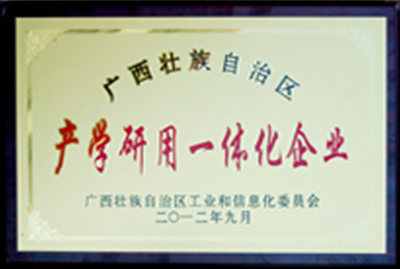 广西壮族自治区
产学研用一体化企业
广西壮族自治区工业和信息化委员会
二〇一二年九月